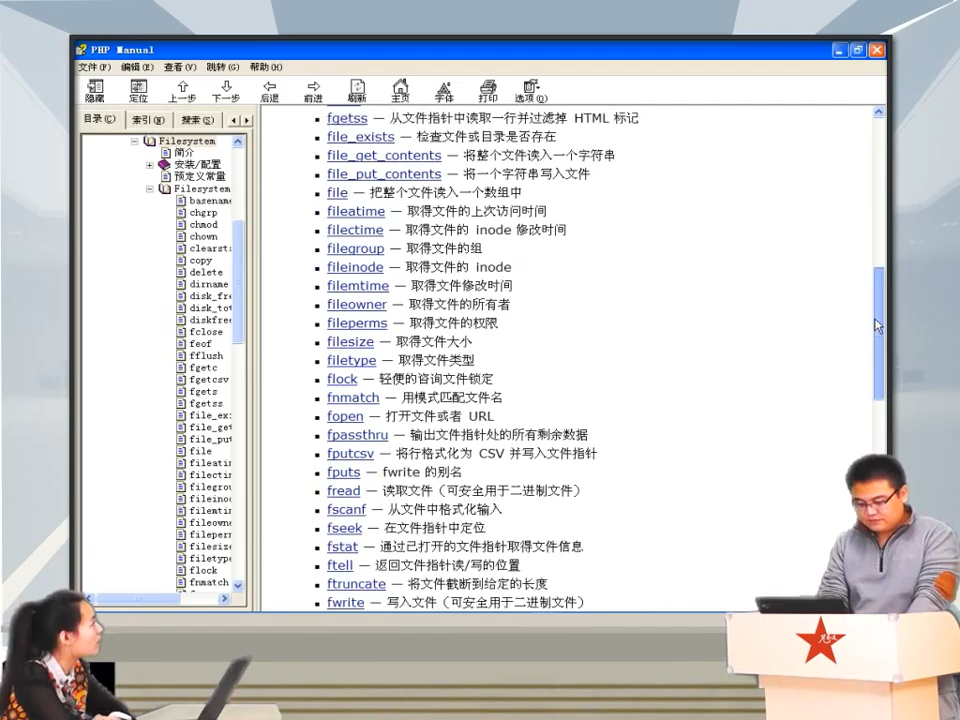 PHP Manual
文件(F) 编辑(E) 查看(V) 跳转(G) 帮助(H)
隐藏 定位 上一步 下一步 后退 前进 刷新 主页 字体 打印 选项(O)
目录(C) 索引(N) 搜索(S)
Filesystem
简介
安装/配置
预定义常量
Filesystem
basename
chgrp
chmod
chown
clearst
copy
delete
dirname
disk_fr
disk_to
diskfre
fclose
feof
fflush
fgetc
fgetcsv
fgets
fgetss
file_ex
file_ge
file_pu
file
fileati
filecti
filegro
fileino
filemti
fileown
fileper
filesiz
filetyp
flock
fnmatch
fgetss — 从文件指针中读取一行并过滤掉 HTML 标记
file_exists — 检查文件或目录是否存在
file_get_contents — 将整个文件读入一个字符串
file_put_contents — 将一个字符串写入文件
file — 把整个文件读入一个数组中
fileatime — 取得文件的上次访问时间
filectime — 取得文件的 inode 修改时间
filegroup — 取得文件的组
fileinode — 取得文件的 inode
filemtime — 取得文件修改时间
fileowner — 取得文件的所有者
fileperms — 取得文件的权限
filesize — 取得文件大小
filetype — 取得文件类型
flock — 轻便的咨询文件锁定
fnmatch — 用模式匹配文件名
fopen — 打开文件或者 URL
fpassthru — 输出文件指针处的所有剩余数据
fputcsv — 将行格式化为 CSV 并写入文件指针
fputs — fwrite 的别名
fread — 读取文件（可安全用于二进制文件）
fscanf — 从文件中格式化输入
fseek — 在文件指针中定位
fstat — 通过已打开的文件指针取得文件信息
ftell — 返回文件指针读/写的位置
ftruncate — 将文件截断到给定的长度
fwrite — 写入文件（可安全用于二进制文件）